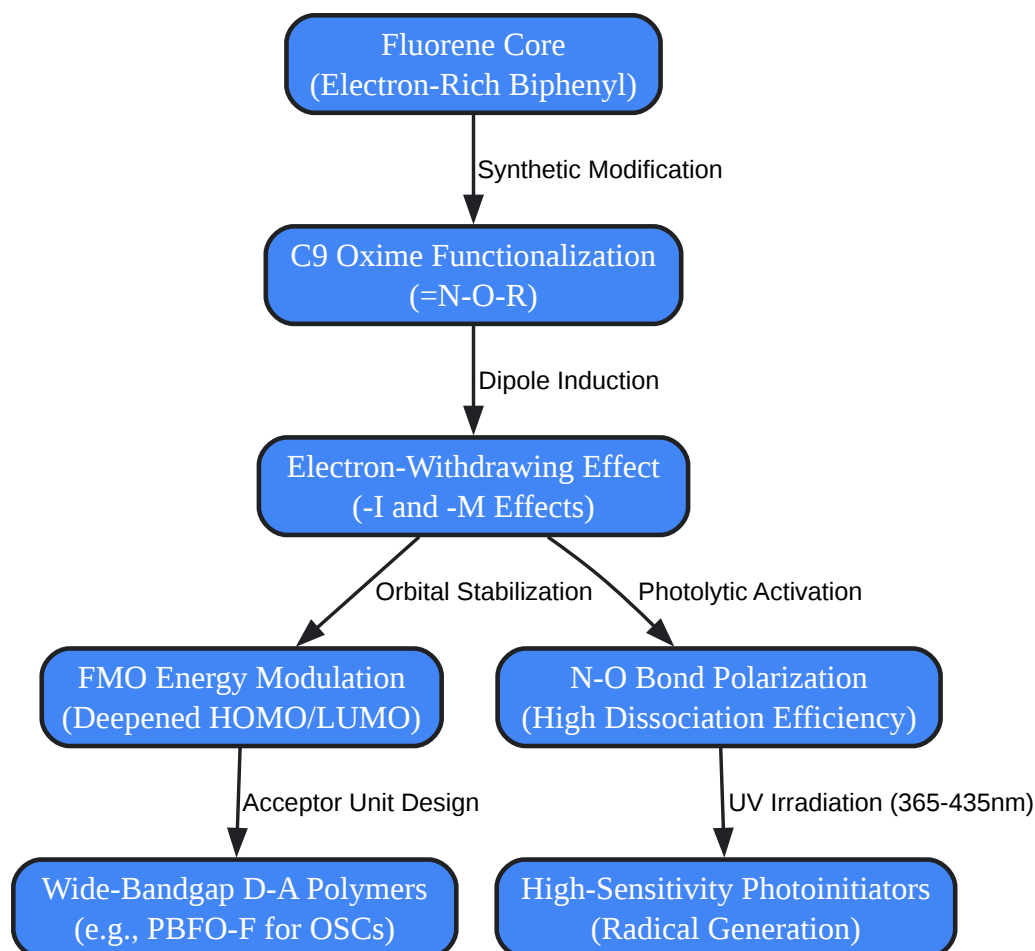 Fluorene Core
(Electron-Rich Biphenyl)
Synthetic Modification
C9 Oxime Functionalization
(=N-O-R)
Dipole Induction
Electron-Withdrawing Effect
(-I and -M Effects)
Orbital Stabilization
Photolytic Activation
FMO Energy Modulation
(Deepened HOMO/LUMO)
N-O Bond Polarization
(High Dissociation Efficiency)
Acceptor Unit Design
UV Irradiation (365-435nm)
Wide-Bandgap D-A Polymers
(e.g., PBFO-F for OSCs)
High-Sensitivity Photoinitiators
(Radical Generation)